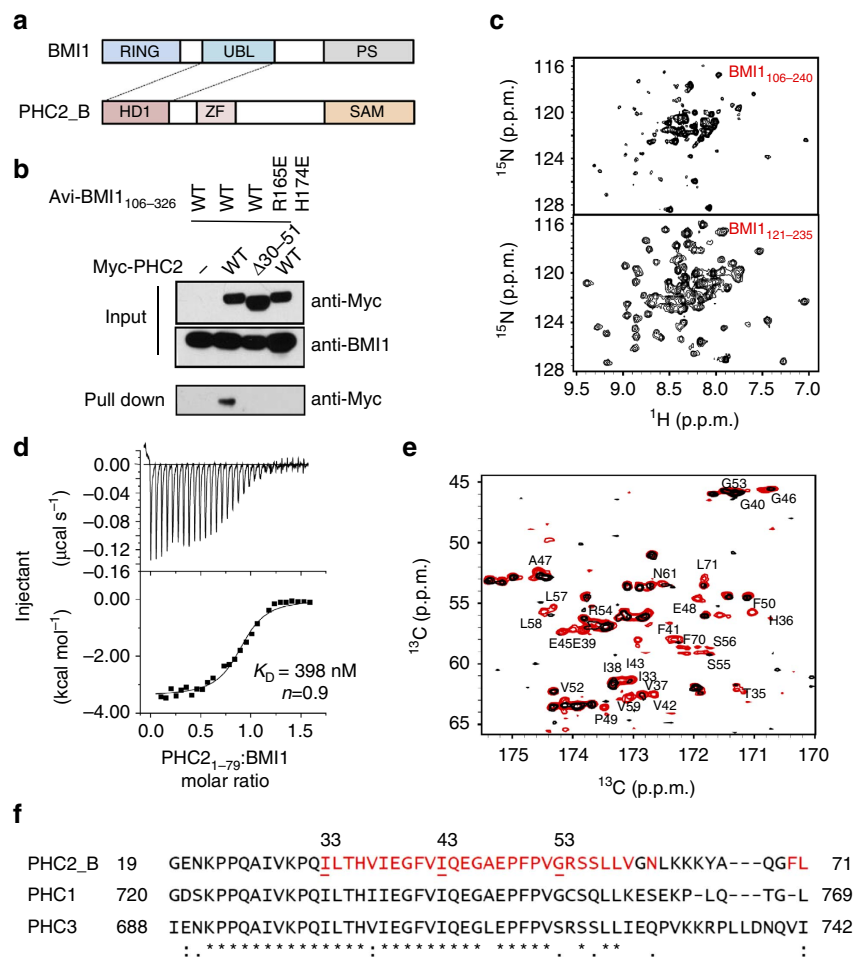 a
BMI1 RING UBL PS
PHC2_B HD1 ZF SAM
b
Avi-BMI1106–326 WT WT WT R165E H174E
Myc-PHC2 – WT Δ30–51 WT
Input
anti-Myc
anti-BMI1
Pull down anti-Myc
c
BMI1106–240
116
120
124
128
15N (p.p.m.)
BMI1121–235
116
120
124
128
15N (p.p.m.)
9.5 9.0 8.5 8.0 7.5 7.0
1H (p.p.m.)
d
0.00
–0.04
–0.08
–0.12
–0.16
(µcal s–1)
Injectant
0.00
–2.00
–4.00
(kcal mol–1)
KD = 398 nM
n=0.9
0.0 0.5 1.0 1.5
PHC21–79:BMI1
molar ratio
e
45
50
55
60
65
13C (p.p.m.)
G53
G40
G46
A47
N61
L71
L57
R54
E48
F50
L58
H36
E45
E39
F41
F70
S56
S55
I38
I43
I33
V52
V37
T35
P49
V59
V42
175 174 173 172 171 170
13C (p.p.m.)
f
33 43 53
PHC2_B 19 GENKPPQAIVKPQILTHVIEGFVIQEGAEPFPVGRSSLLVGNLKKKYA---QGFL 71
PHC1 720 GDSKPPQAIVKPQILTHIIEGFVIQEGAEPFPVGCSQLLKESEKP-LQ---TG-L 769
PHC3 688 IENKPPQAIVKPQILTHVIEGFVIQEGLEPFPVSRSSLLIEQPVKKRPLLDNQVI 742
:. *************:********* *****. *.** . :